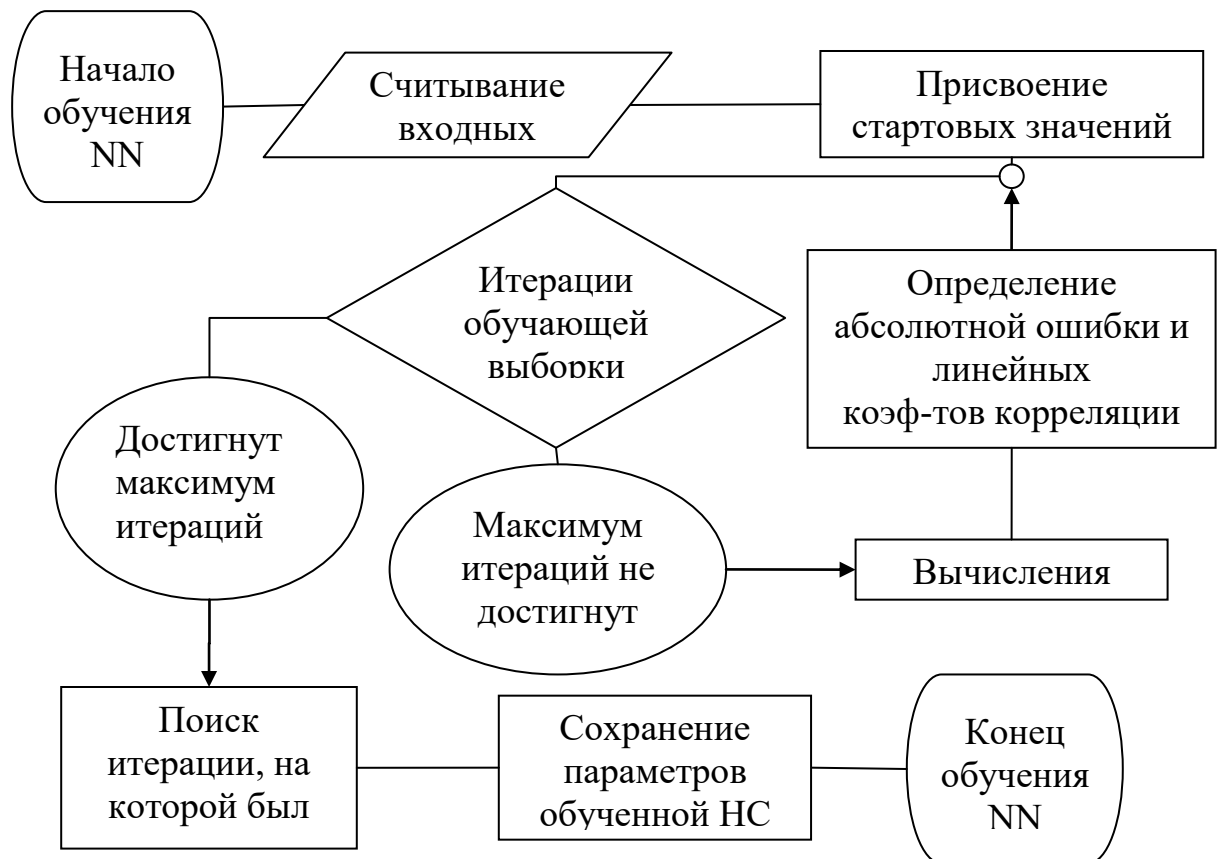 Начало
обучения
NN
Считывание
входных
Присвоение
стартовых значений
Итерации
обучающей
выборки
Определение
абсолютной ошибки и
линейных
коэф-тов корреляции
Достигнут
максимум
итераций
Максимум
итераций не
достигнут
Вычисления
Поиск
итерации, на
которой был
Сохранение
параметров
обученной НС
Конец
обучения
NN